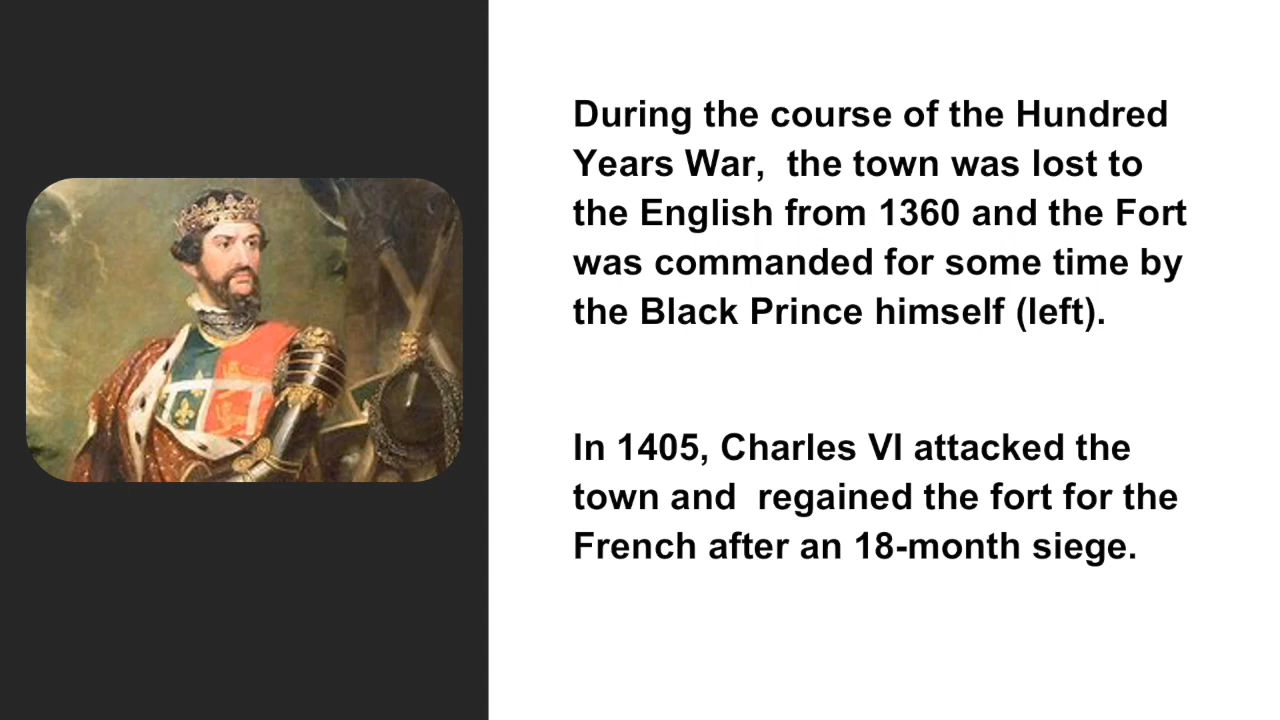 During the course of the Hundred
Years War,  the town was lost to
the English from 1360 and the Fort
was commanded for some time by
the Black Prince himself (left).
In 1405, Charles VI attacked the
town and  regained the fort for the
French after an 18-month siege.